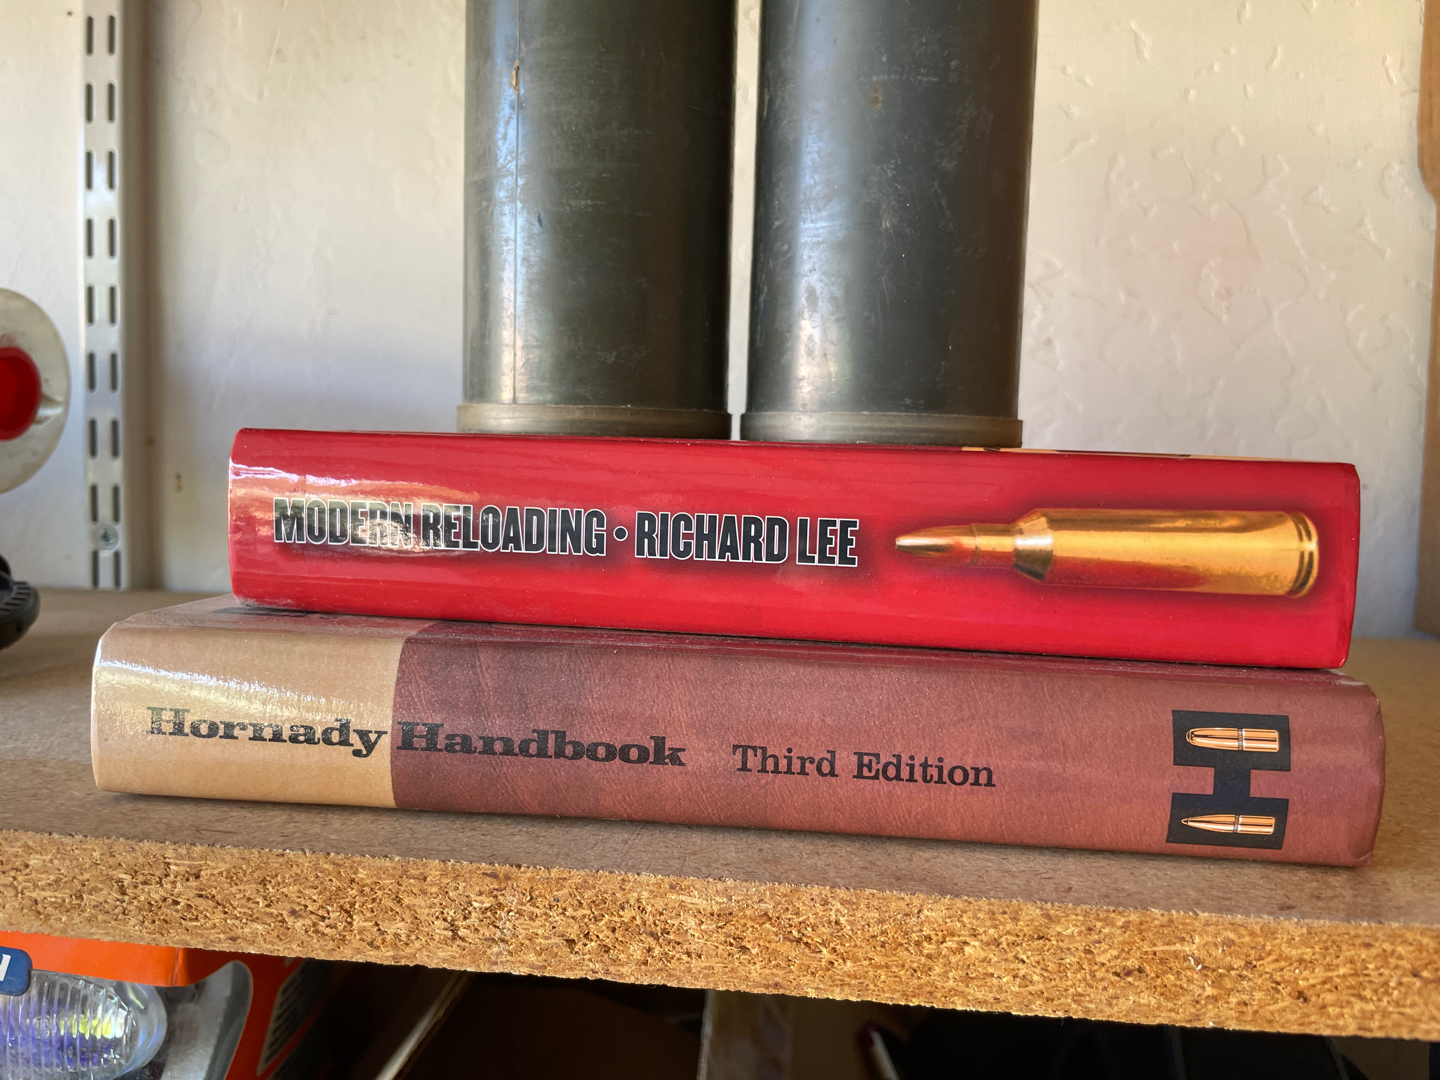 MODERN RELOADING • RICHARD LEE
Hornady Handbook Third Edition